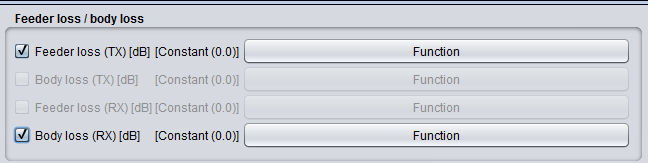 Feeder loss / body loss
Feeder loss (TX) [dB] [Constant (0.0)] Function
Body loss (TX) [dB] [Constant (0.0)] Function
Feeder loss (RX) [dB] [Constant (0.0)] Function
Body loss (RX) [dB] [Constant (0.0)] Function